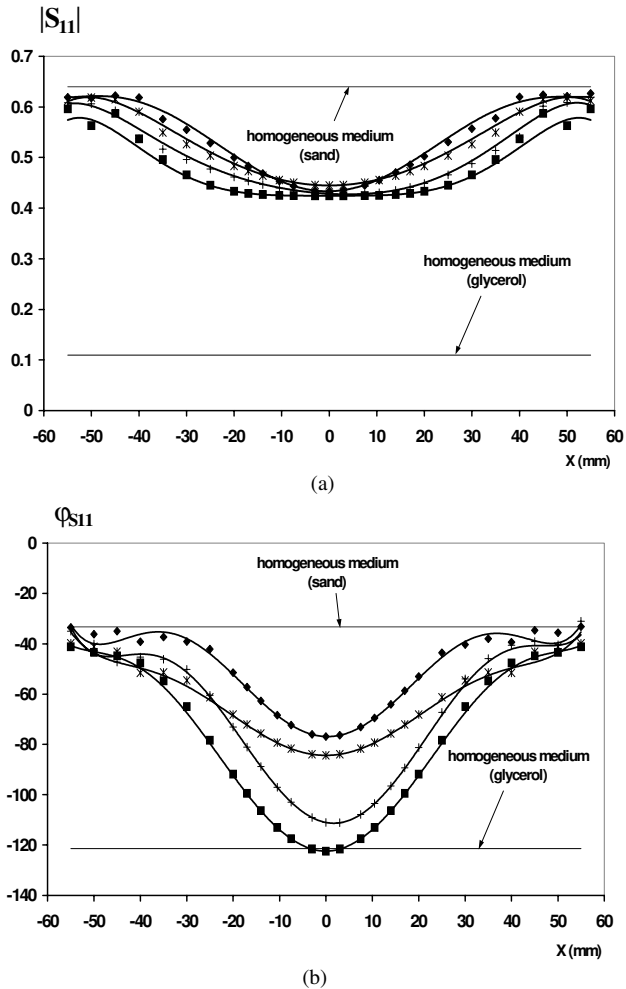 |S11|
0.7
0.6
0.5
0.4
0.3
0.2
0.1
0
homogeneous medium
(sand)
homogeneous medium
(glycerol)
-60 -50 -40 -30 -20 -10 0 10 20 30 40 50 60
X (mm)
(a)
φS11
0
-20
-40
-60
-80
-100
-120
-140
homogeneous medium
(sand)
homogeneous medium
(glycerol)
-60 -50 -40 -30 -20 -10 0 10 20 30 40 50 60
X (mm)
(b)